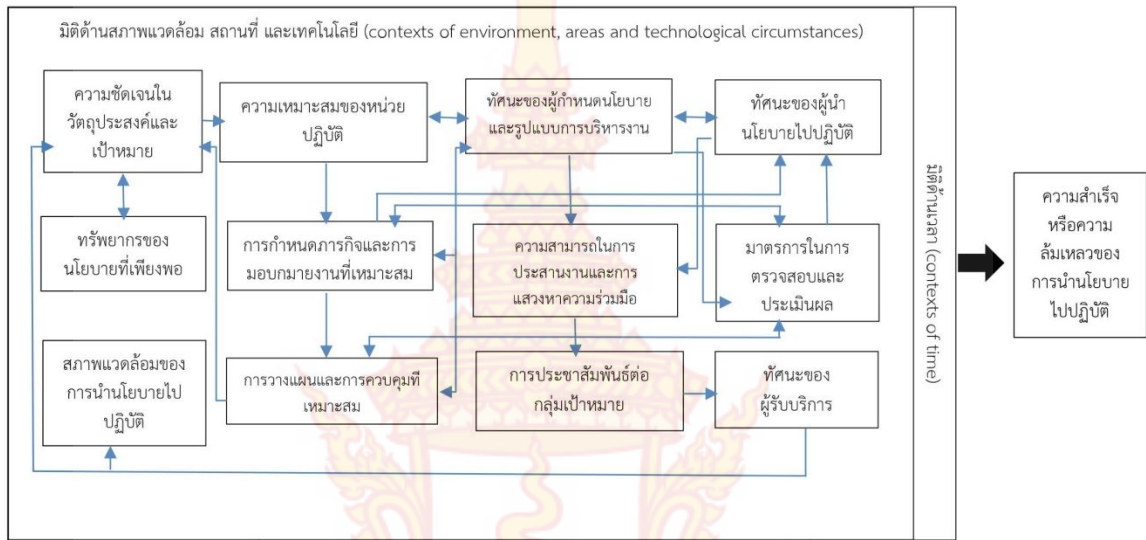 มิติด้านสภาพแวดล้อม สถานที่ และเทคโนโลยี (contexts of environment, areas and technological circumstances)
ความชัดเจนใน
วัตถุประสงค์และ
เป้าหมาย
ความเหมาะสมของหน่วย
ปฏิบัติ
ทัศนะของผู้กำหนดนโยบาย
และรูปแบบการบริหารงาน
ทัศนะของผู้นำ
นโยบายไปปฏิบัติ
ทรัพยากรของ
นโยบายที่เพียงพอ
การกำหนดภารกิจและการ
มอบกมายงานที่เหมาะสม
ความสามารถในการ
ประสานงานและการ
แสวงหาความร่วมมือ
มาตรการในการ
ตรวจสอบและ
ประเมินผล
สภาพแวดล้อมของ
การนำนโยบายไป
ปฏิบัติ
การวางแผนและการควบคุมที
เหมาะสม
การประชาสัมพันธ์ต่อ
กลุ่มเป้าหมาย
ทัศนะของ
ผู้รับบริการ
มิติด้านเวลา (contexts of time)
ความสำเร็จ
หรือความ
ล้มเหลวของ
การนำนโยบาย
ไปปฏิบัติ